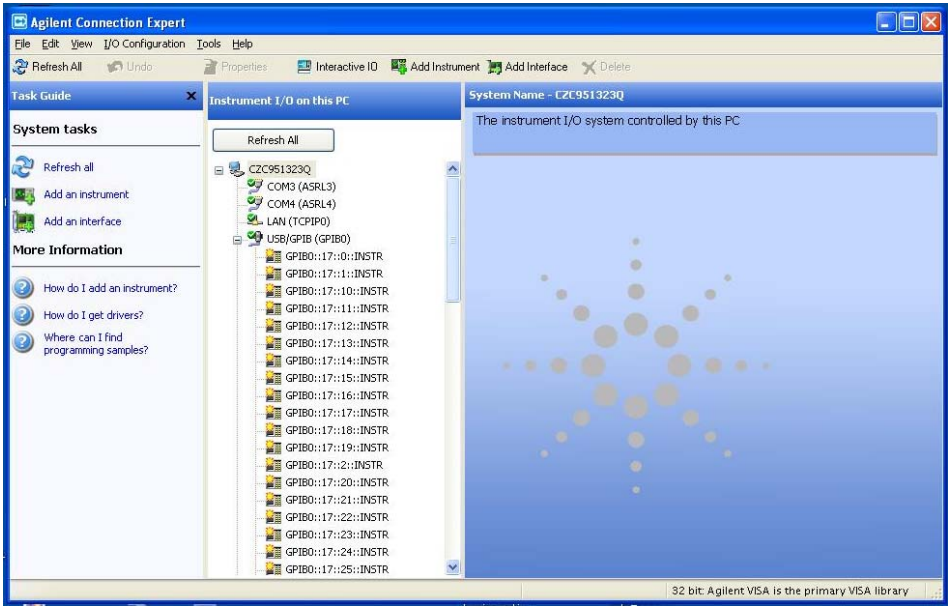 Agilent Connection Expert
File Edit View I/O Configuration Tools Help
Refresh All Undo Properties Interactive IO Add Instrument Add Interface Delete
Task Guide
System tasks
Refresh all
Add an instrument
Add an interface
More Information
How do I add an instrument?
How do I get drivers?
Where can I find
programming samples?
Instrument I/O on this PC
Refresh All
CZC951323Q
COM3 (ASRL3)
COM4 (ASRL4)
LAN (TCPIP0)
USB/GPIB (GPIB0)
GPIB0::17::0::INSTR
GPIB0::17::1::INSTR
GPIB0::17::10::INSTR
GPIB0::17::11::INSTR
GPIB0::17::12::INSTR
GPIB0::17::13::INSTR
GPIB0::17::14::INSTR
GPIB0::17::15::INSTR
GPIB0::17::16::INSTR
GPIB0::17::17::INSTR
GPIB0::17::18::INSTR
GPIB0::17::19::INSTR
GPIB0::17::2::INSTR
GPIB0::17::20::INSTR
GPIB0::17::21::INSTR
GPIB0::17::22::INSTR
GPIB0::17::23::INSTR
GPIB0::17::24::INSTR
GPIB0::17::25::INSTR
System Name - CZC951323Q
The instrument I/O system controlled by this PC
32 bit: Agilent VISA is the primary VISA library